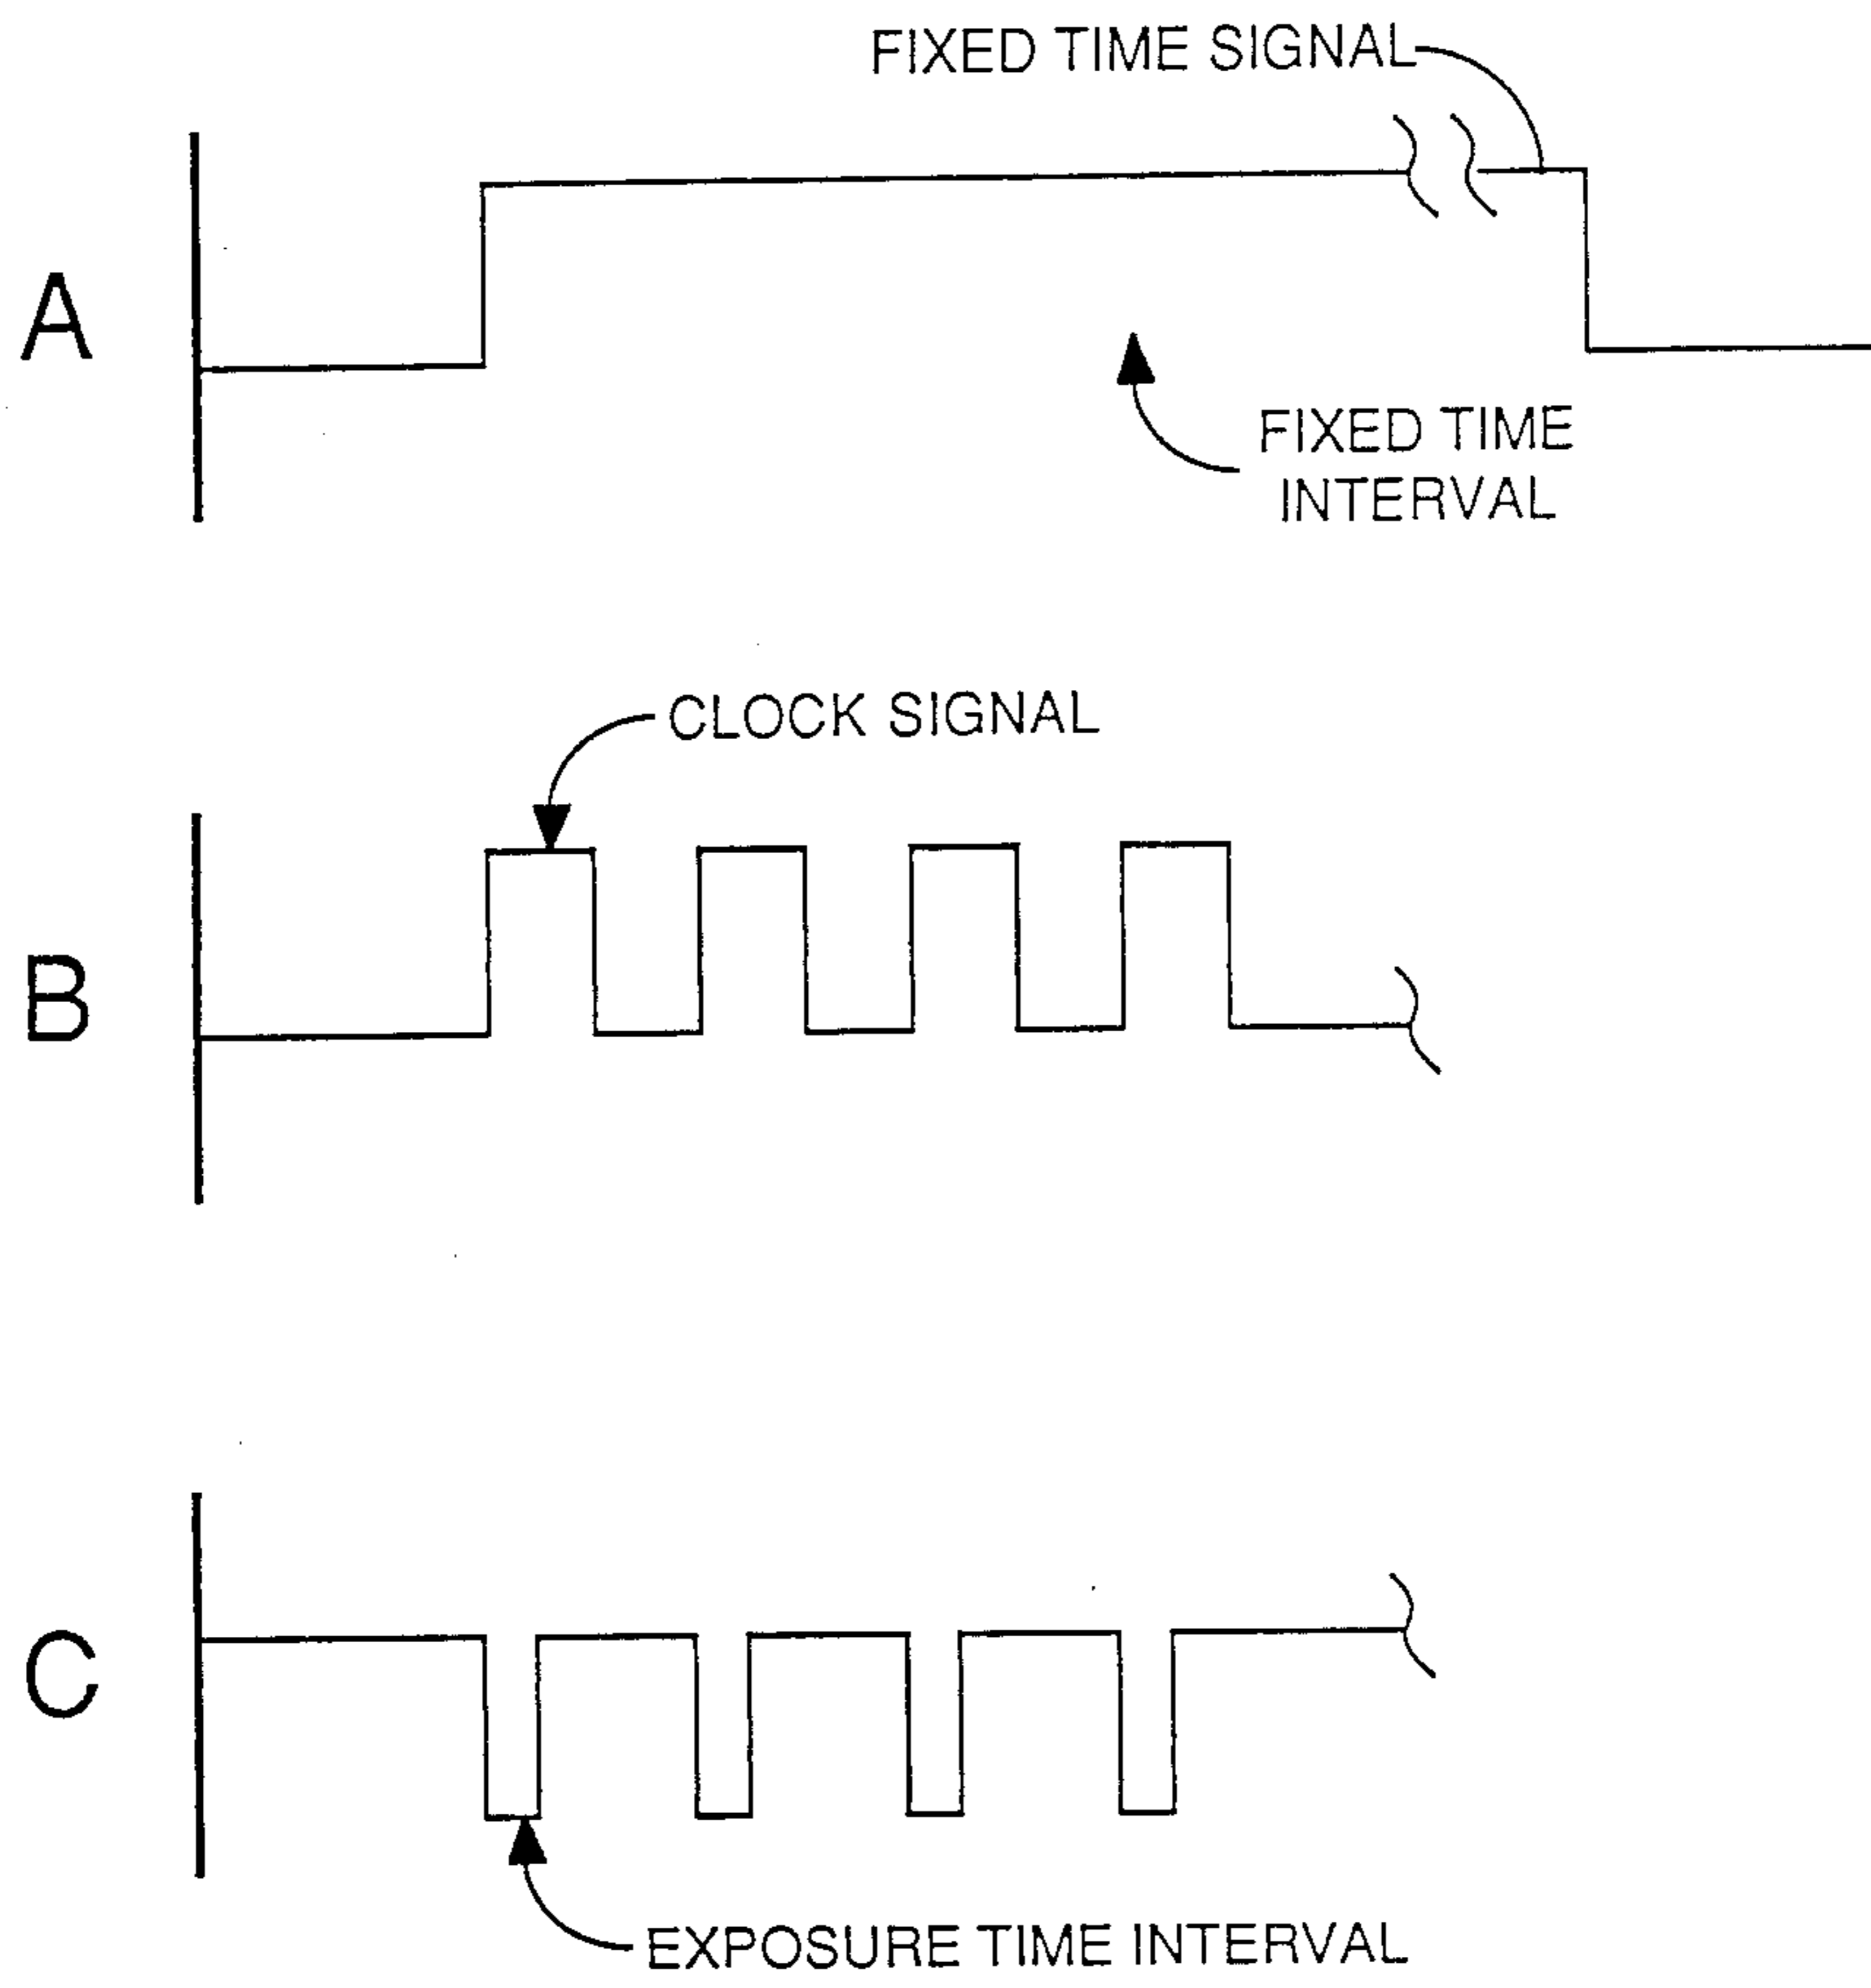 FIXED TIME SIGNAL
A
FIXED TIME
INTERVAL
CLOCK SIGNAL
B
C
EXPOSURE TIME INTERVAL